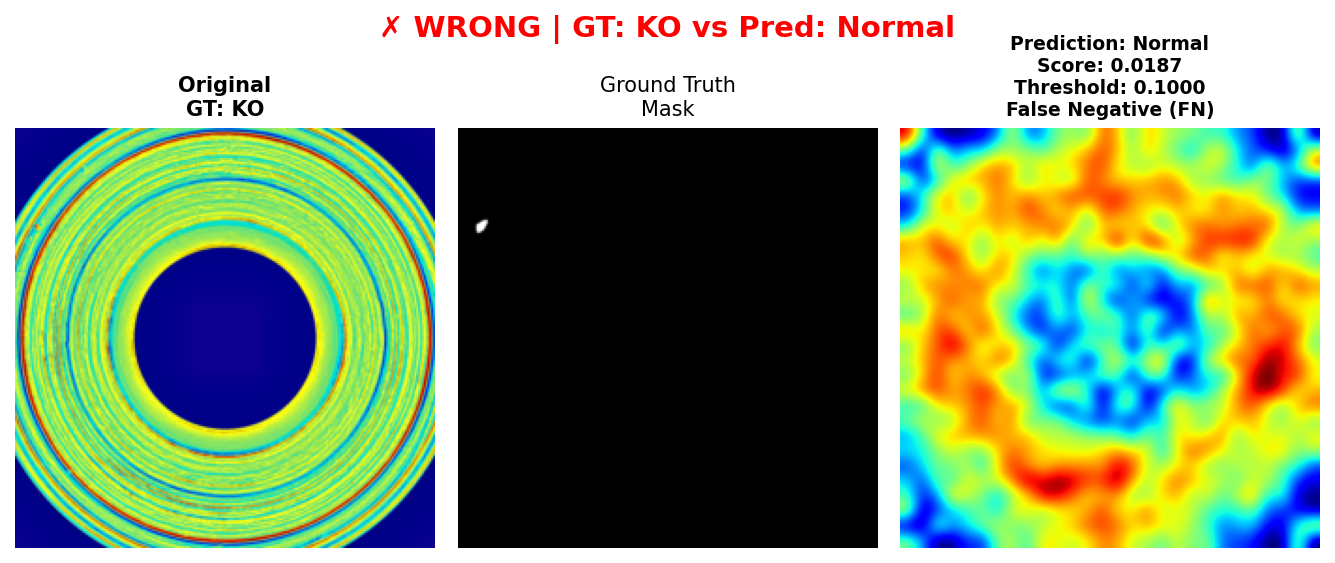 ✗ WRONG | GT: KO vs Pred: Normal
Original
GT: KO
Ground Truth
Mask
Prediction: Normal
Score: 0.0187
Threshold: 0.1000
False Negative (FN)